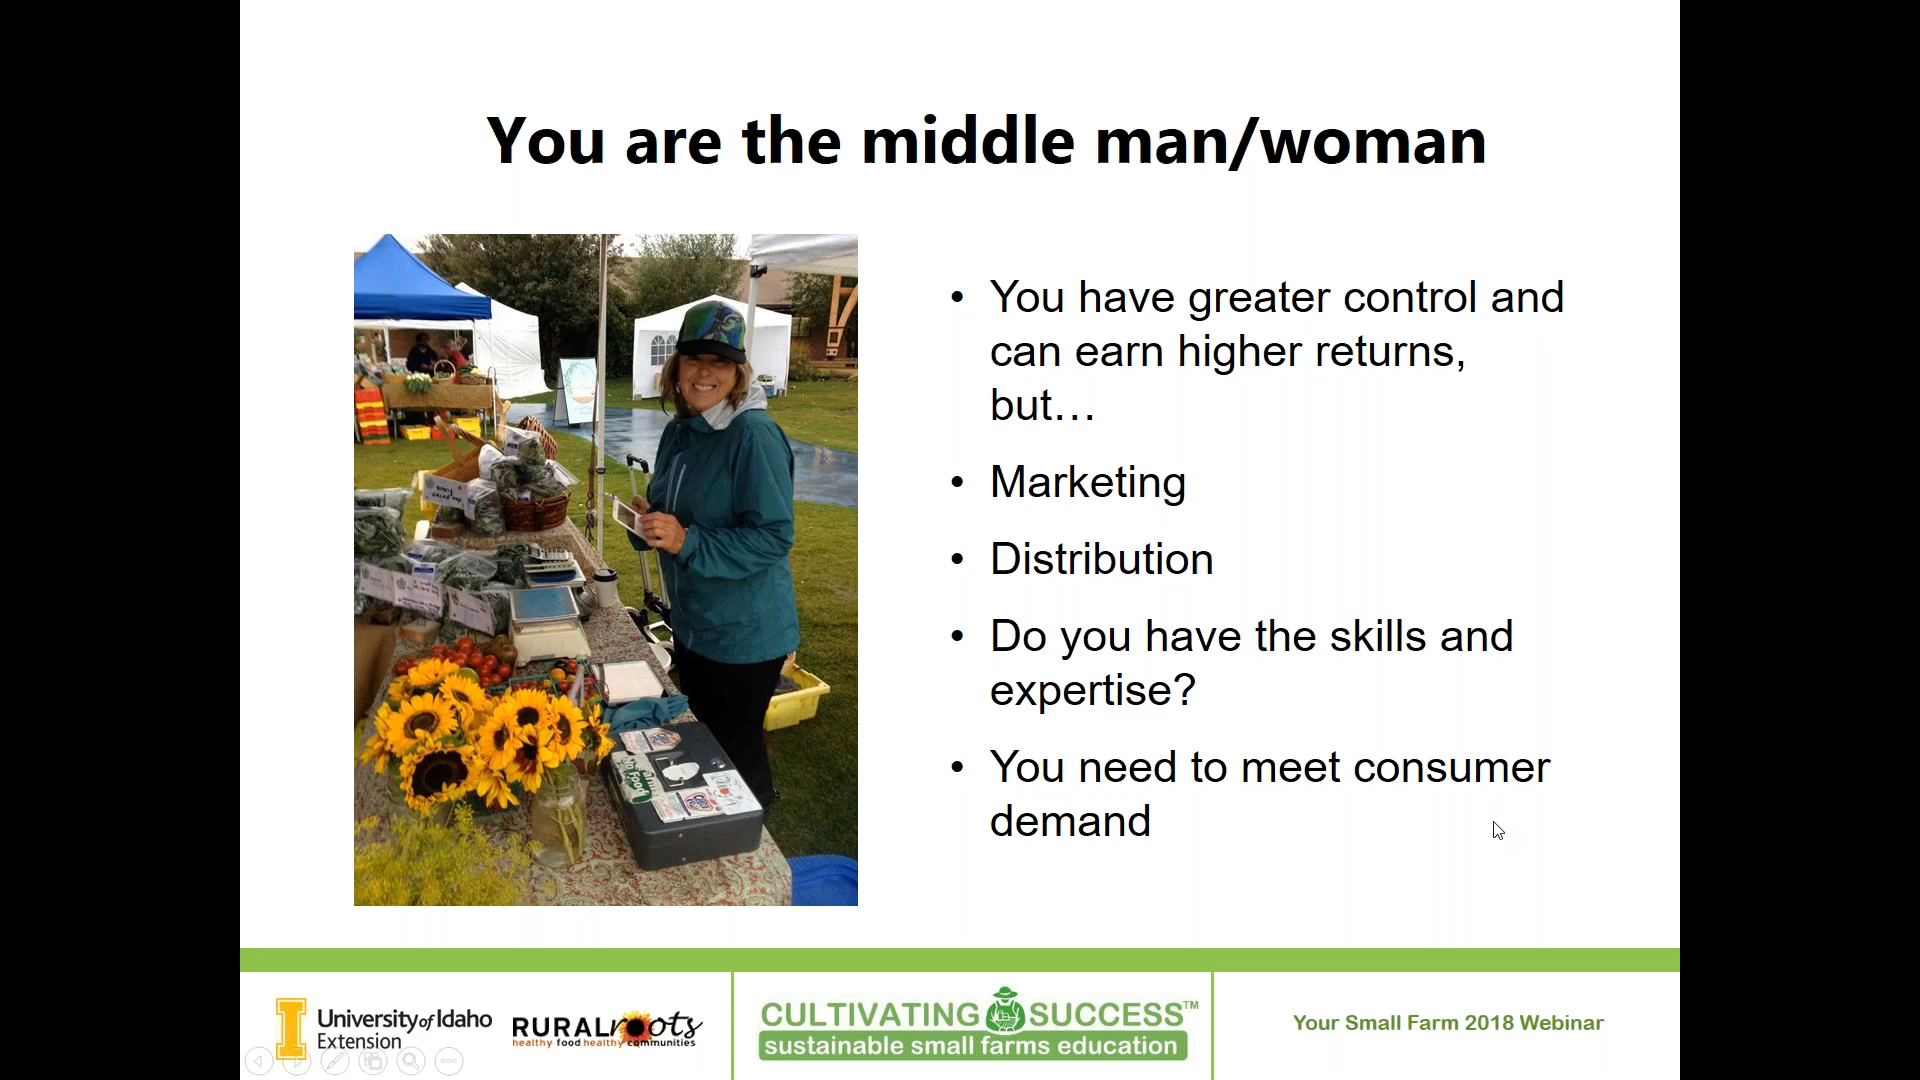 You are the middle man/woman
• You have greater control and
can earn higher returns,
but…
• Marketing
• Distribution
• Do you have the skills and
expertise?
• You need to meet consumer
demand
University of Idaho
Extension
RURALroots
healthy food healthy communities
CULTIVATING SUCCESS™
sustainable small farms education
Your Small Farm 2018 Webinar